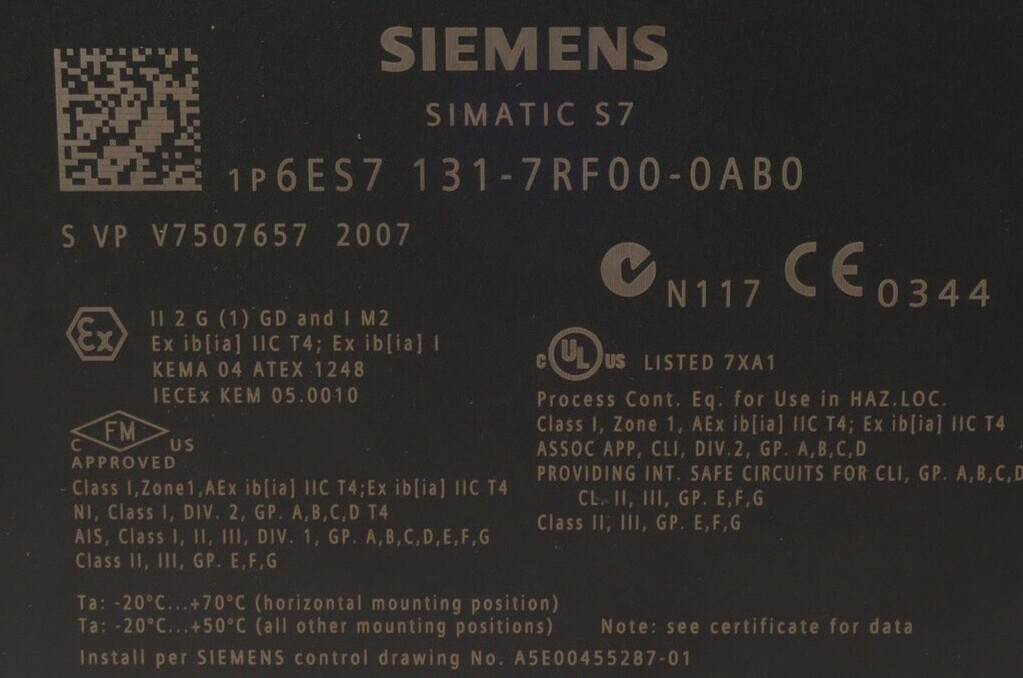 SIEMENS
SIMATIC S7
1P6ES7 131-7RF00-0AB0
S VP V7507657 2007
N117 CE 0344
Ex
II 2 G (1) GD and I M2
Ex ib[ia] IIC T4; Ex ib[ia] I
KEMA 04 ATEX 1248
IECEx KEM 05.0010
C FM US
APPROVED
Class I,Zone1,AEx ib[ia] IIC T4;Ex ib[ia] IIC T4
NI, Class I, DIV. 2, GP. A,B,C,D T4
AIS, Class I, II, III, DIV. 1, GP. A,B,C,D,E,F,G
Class II, III, GP. E,F,G
C UL US LISTED 7XA1
Process Cont. Eq. for Use in HAZ.LOC.
Class I, Zone 1, AEx ib[ia] IIC T4; Ex ib[ia] IIC T4
ASSOC APP, CLI, DIV.2, GP. A,B,C,D
PROVIDING INT. SAFE CIRCUITS FOR CLI, GP. A,B,C,D
CL. II, III, GP. E,F,G
Class II, III, GP. E,F,G
Ta: -20°C...+70°C (horizontal mounting position)
Ta: -20°C...+50°C (all other mounting positions)
Note: see certificate for data
Install per SIEMENS control drawing No. A5E00455287-01